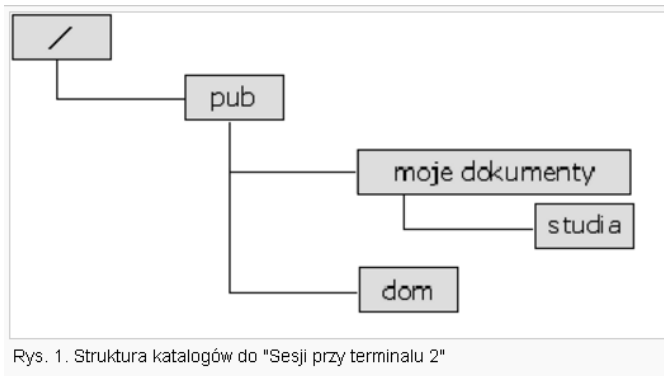 /
pub
moje dokumenty
studia
dom
Rys. 1. Struktura katalogów do "Sesji przy terminalu 2"